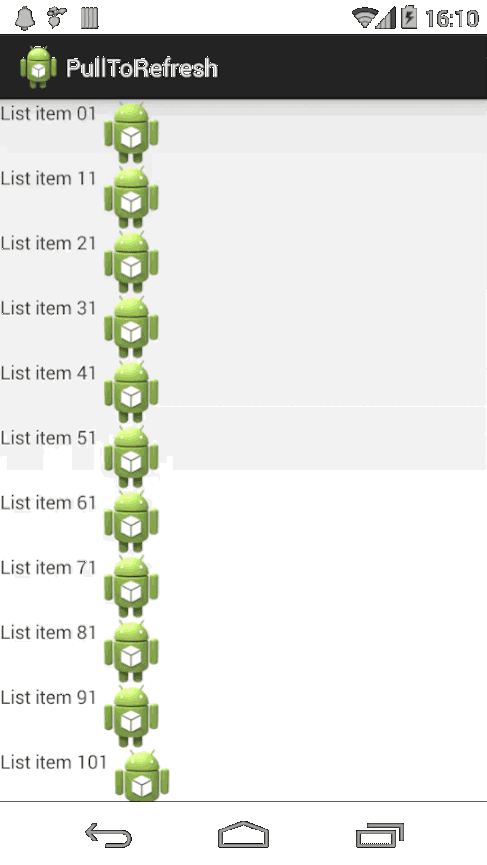 16:10
PullToRefresh
List item 01
List item 11
List item 21
List item 31
List item 41
List item 51
List item 61
List item 71
List item 81
List item 91
List item 101